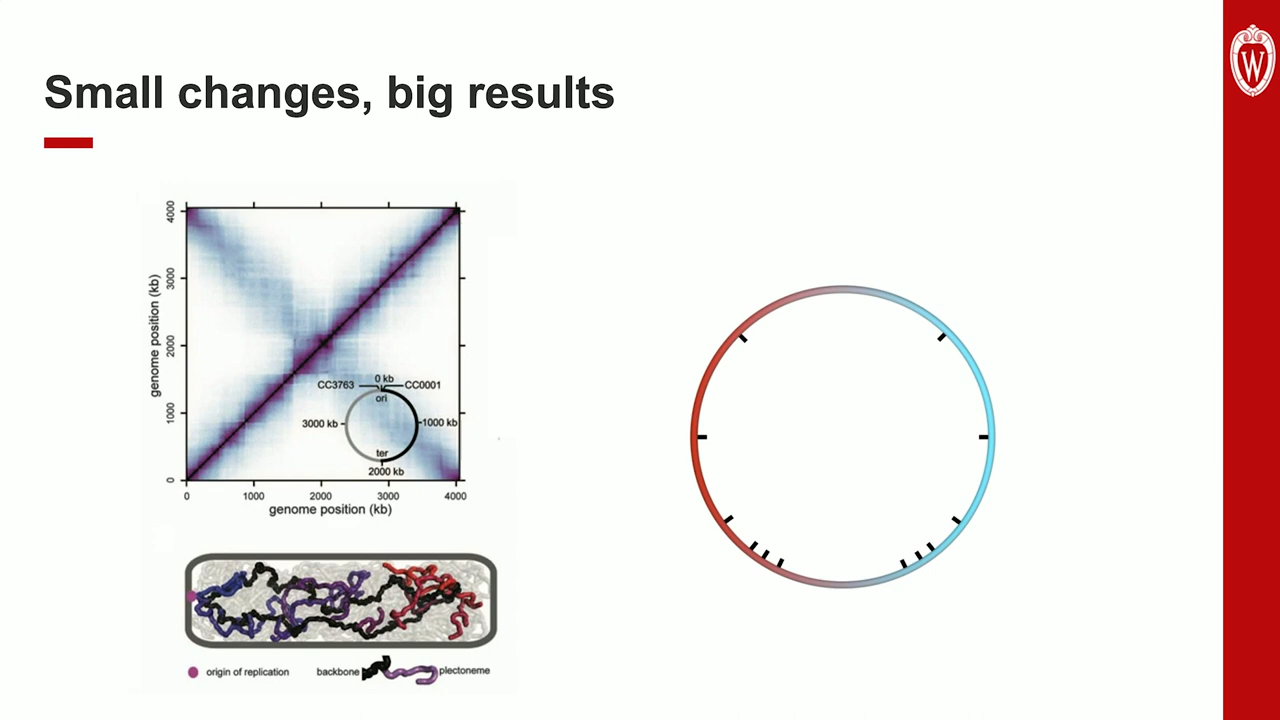 Small changes, big results
W
4000
3000
2000
1000
0
genome position (kb)
0 1000 2000 3000 4000
genome position (kb)
0 kb
CC3763 CC0001
ori
3000 kb 1000 kb
ter
2000 kb
origin of replication backbone plectoneme